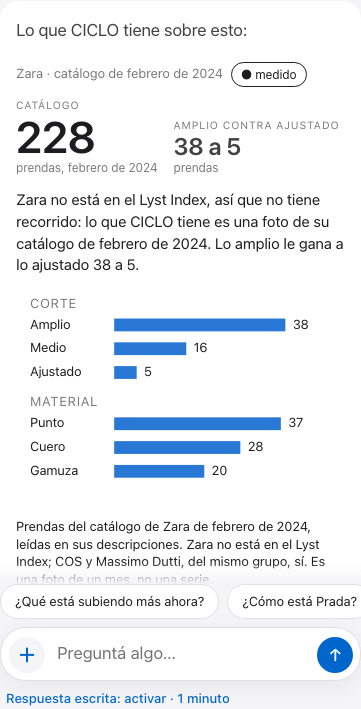 Lo que CICLO tiene sobre esto:
Zara · catálogo de febrero de 2024 ● medido
CATÁLOGO
228
prendas, febrero de 2024
AMPLIO CONTRA AJUSTADO
38 a 5
prendas
Zara no está en el Lyst Index, así que no tiene
recorrido: lo que CICLO tiene es una foto de su
catálogo de febrero de 2024. Lo amplio le gana a
lo ajustado 38 a 5.
CORTE
Amplio 38
Medio 16
Ajustado 5
MATERIAL
Punto 37
Cuero 28
Gamuza 20
Prendas del catálogo de Zara de febrero de 2024,
leídas en sus descripciones. Zara no está en el Lyst
Index; COS y Massimo Dutti, del mismo grupo, sí. Es
una foto de un mes, no una serie.
¿Qué está subiendo más ahora?
¿Cómo está Prada?
Preguntá algo...
Respuesta escrita: activar · 1 minuto